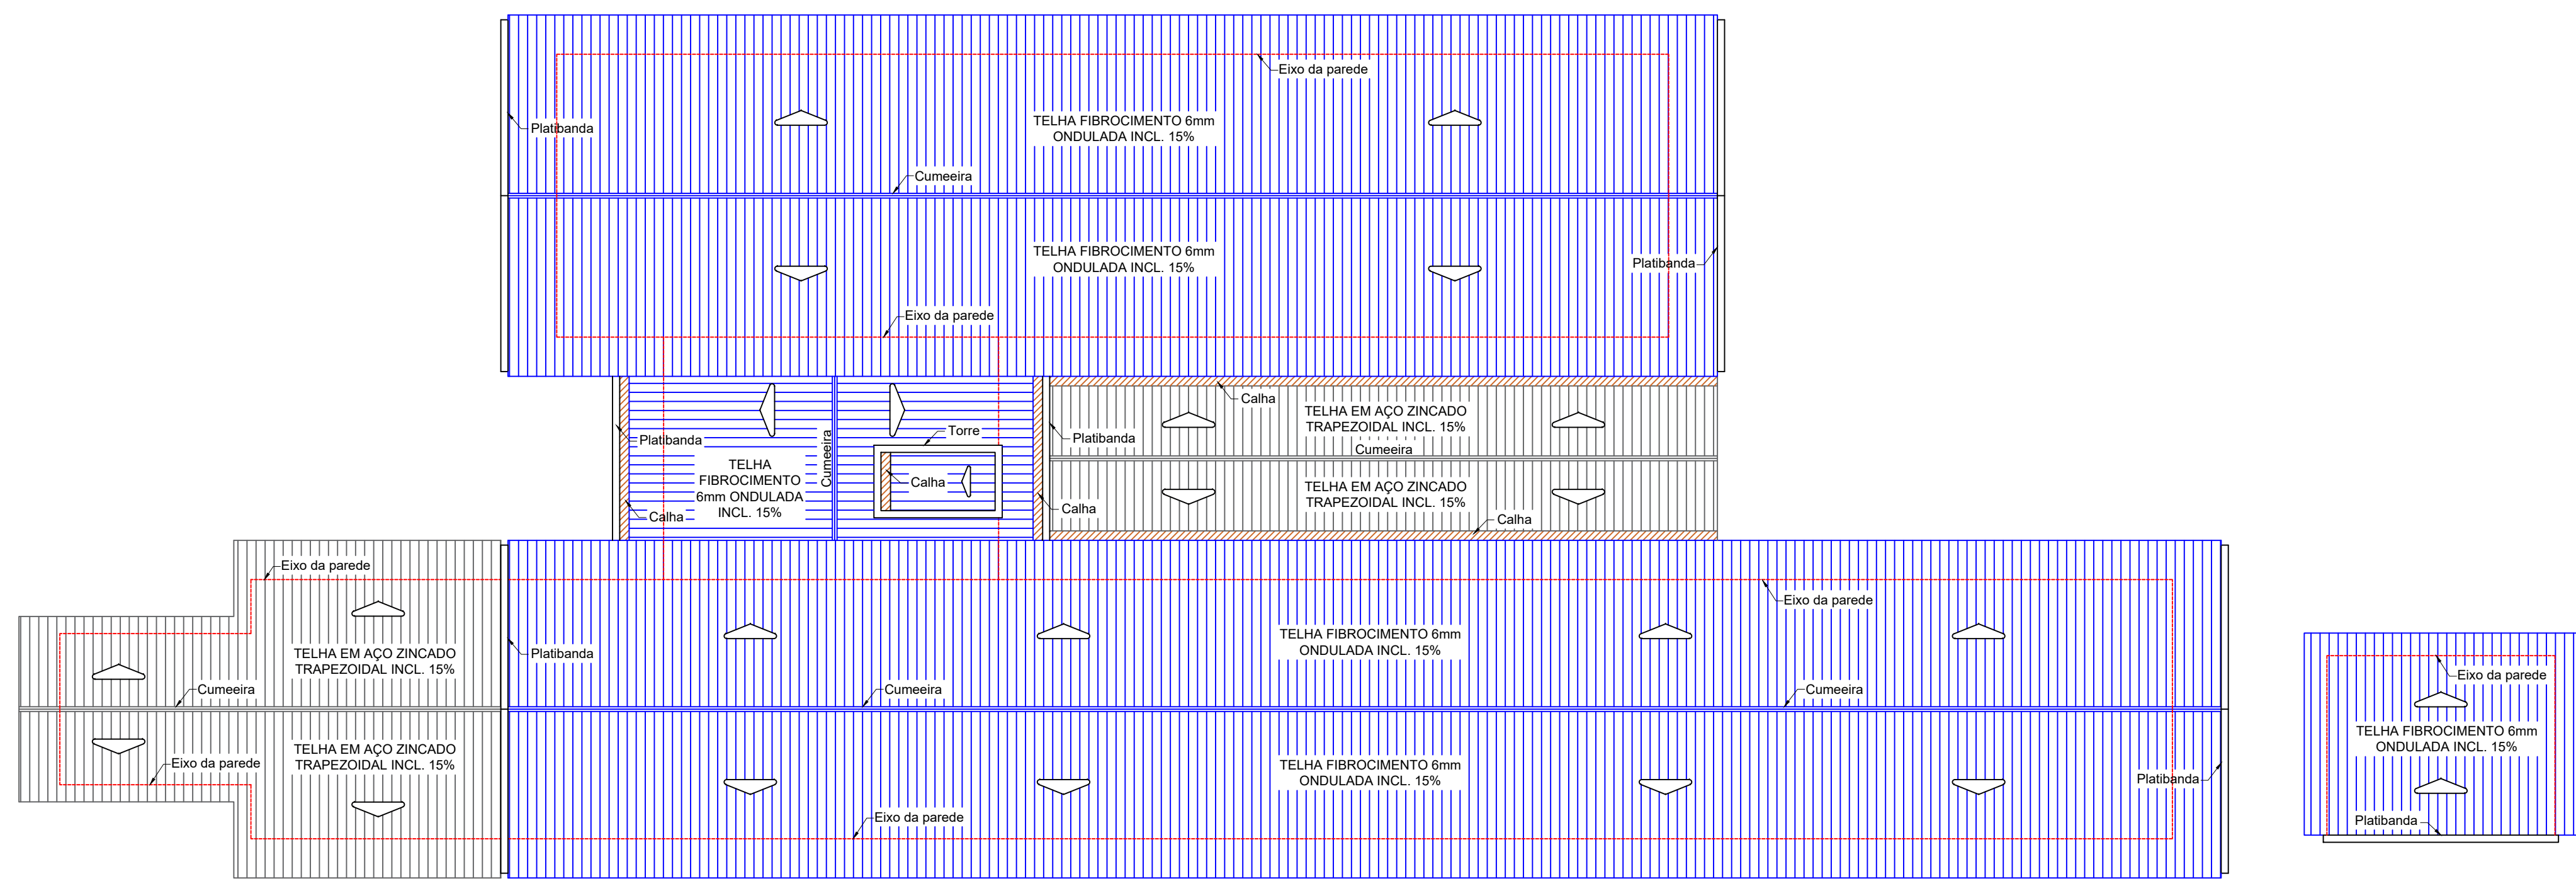 Eixo da parede
Platibanda
TELHA FIBROCIMENTO 6mm
ONDULADA INCL. 15%
Cumeeira
TELHA FIBROCIMENTO 6mm
ONDULADA INCL. 15%
Platibanda
Eixo da parede
Calha
Platibanda
Cumeeira
Torre
Platibanda
TELHA EM AÇO ZINCADO
TRAPEZOIDAL INCL. 15%
Cumeeira
TELHA
FIBROCIMENTO
6mm ONDULADA
INCL. 15%
Calha
Calha
Calha
TELHA EM AÇO ZINCADO
TRAPEZOIDAL INCL. 15%
Calha
Eixo da parede
Eixo da parede
TELHA EM AÇO ZINCADO
TRAPEZOIDAL INCL. 15%
Platibanda
TELHA FIBROCIMENTO 6mm
ONDULADA INCL. 15%
Cumeeira
Cumeeira
Cumeeira
TELHA EM AÇO ZINCADO
TRAPEZOIDAL INCL. 15%
Eixo da parede
TELHA FIBROCIMENTO 6mm
ONDULADA INCL. 15%
Platibanda
Eixo da parede
Eixo da parede
TELHA FIBROCIMENTO 6mm
ONDULADA INCL. 15%
Platibanda